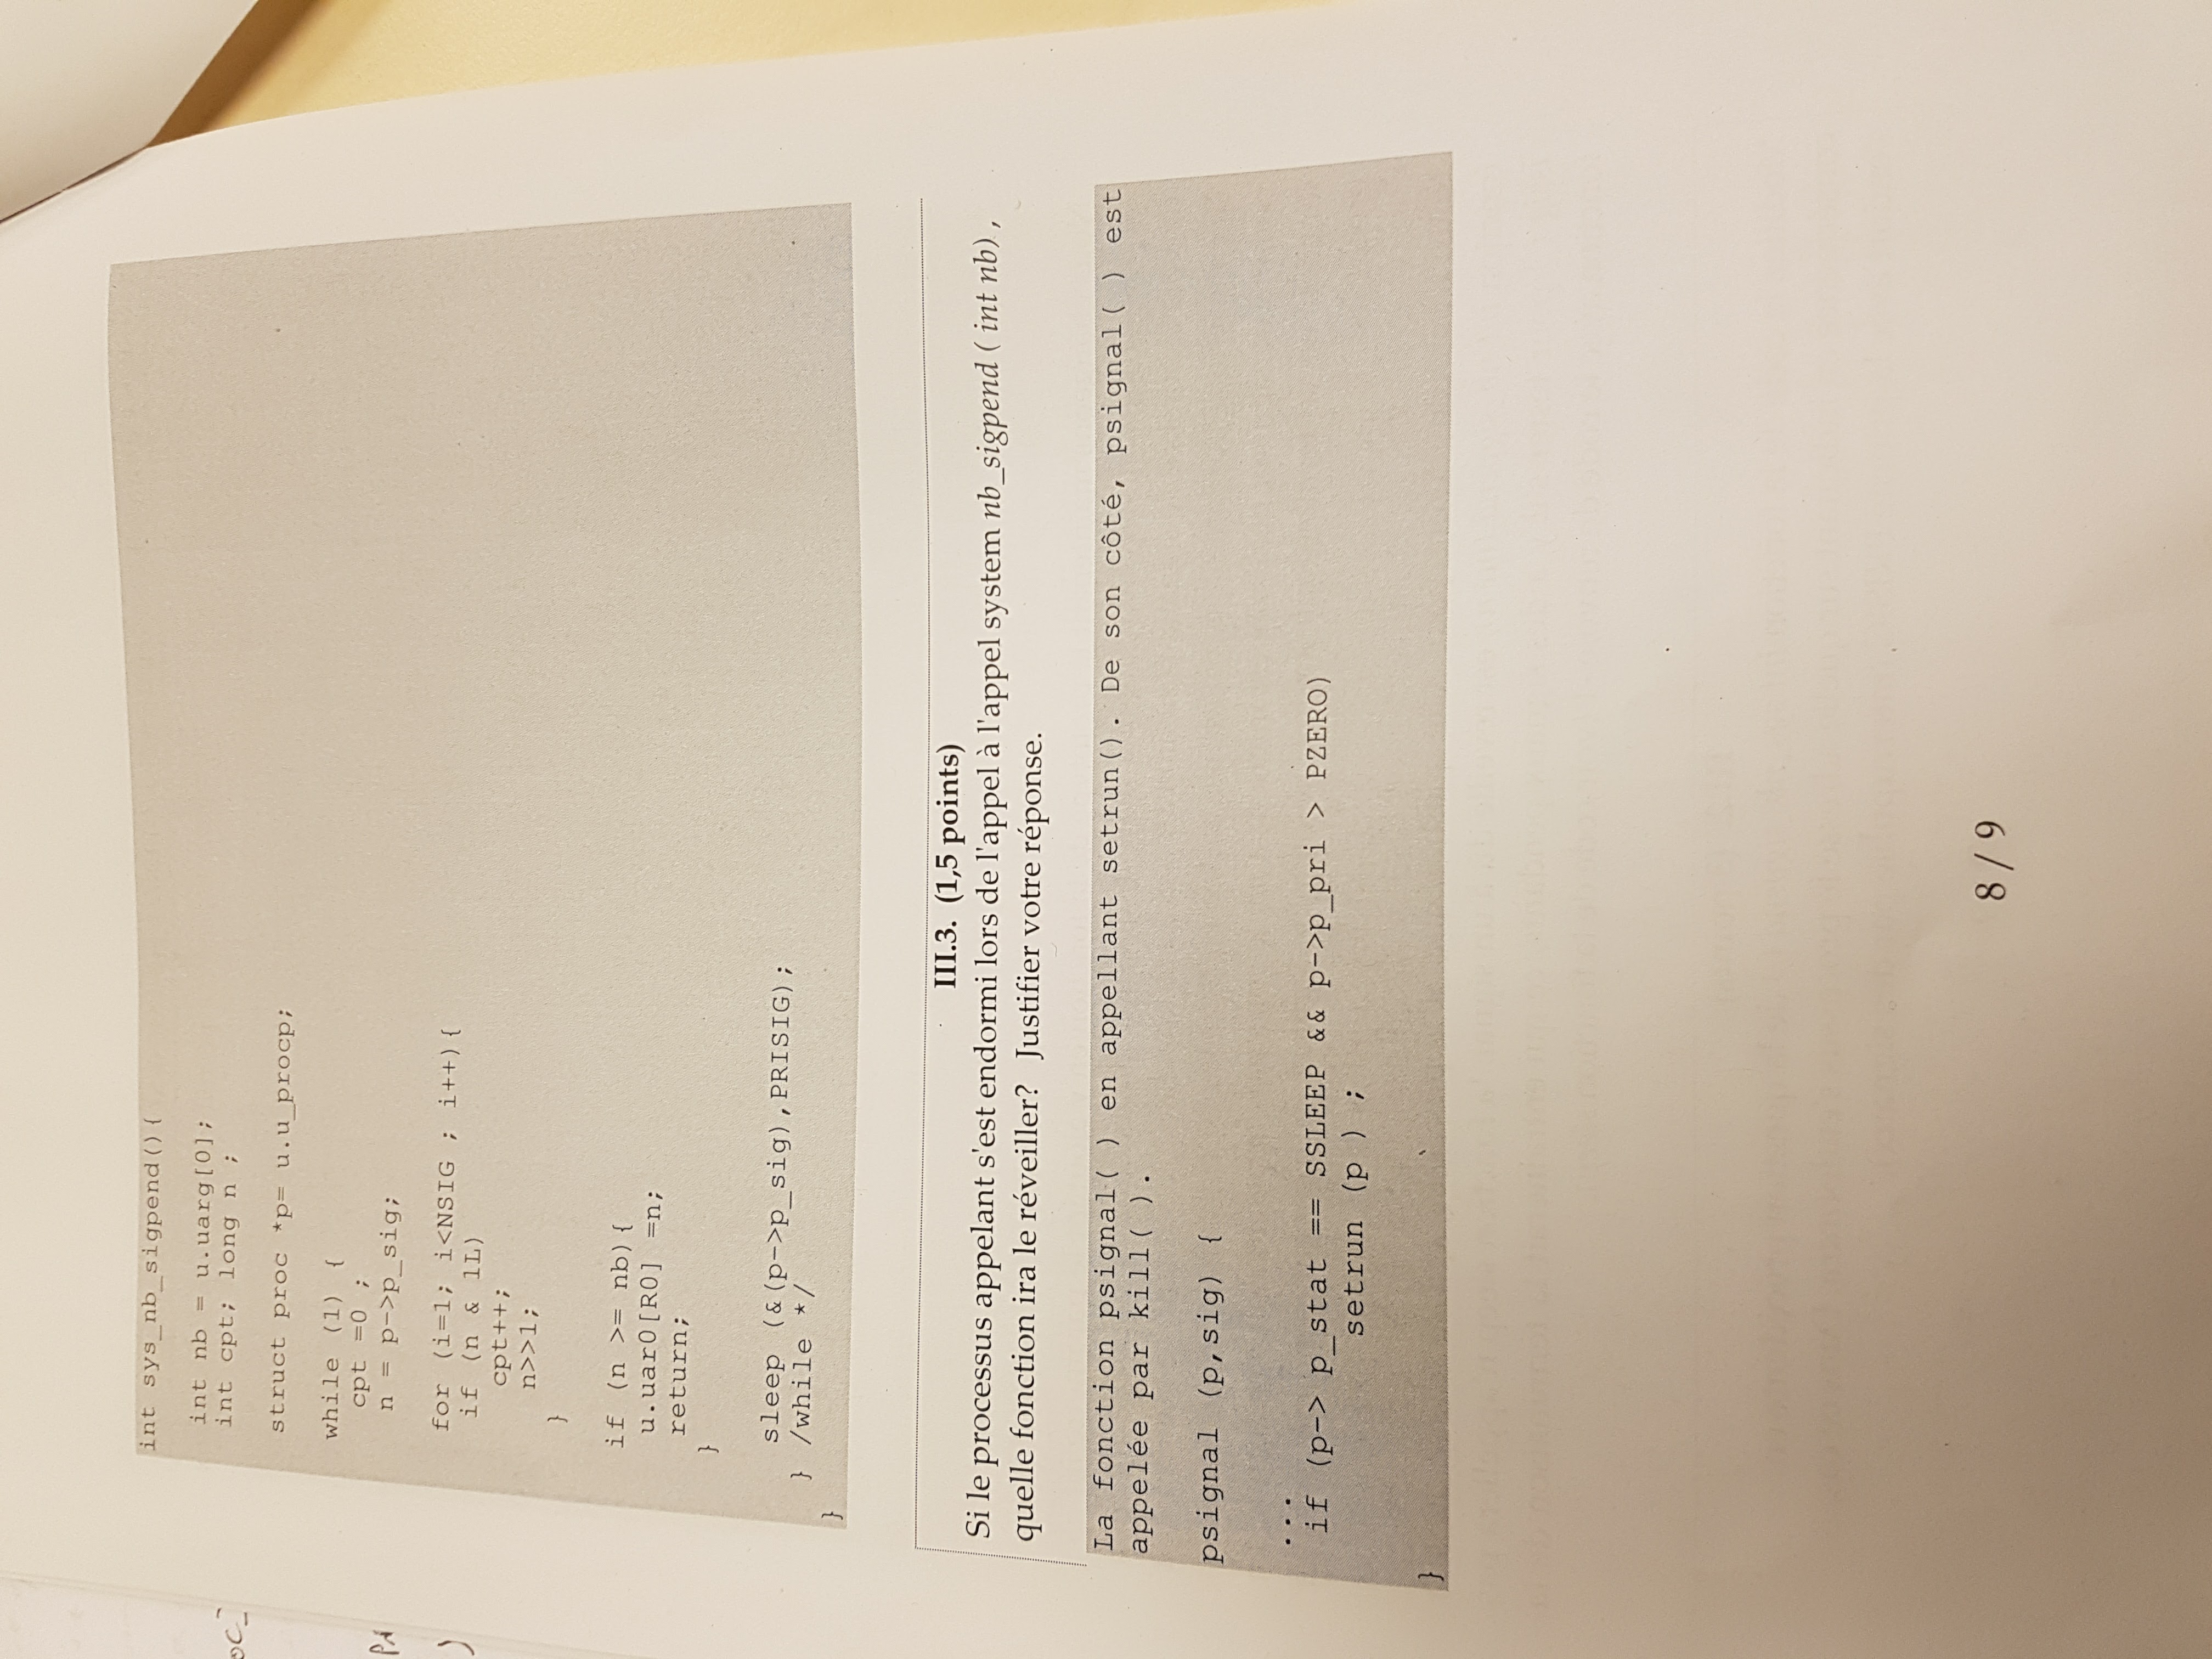 int sys_nb_sigpend(){
int nb = u.uarg[0];
int cpt; long n ;
struct proc *p= u.u_procp;
while (1) {
cpt =0 ;
n = p->p_sig;
for (i=1; i<NSIG ; i++){
if (n & 1L)
cpt++;
n>>1;
}
if (n >= nb){
u.uar0[R0] =n;
return;
}
sleep (&(p->p_sig),PRISIG);
} /while */
}
III.3. (1,5 points)
Si le processus appelant s'est endormi lors de l'appel à l'appel system nb_sigpend ( int nb) ,
quelle fonction ira le réveiller? Justifier votre réponse.
La fonction psignal( ) en appellant setrun(). De son côté, psignal( ) est
appelée par kill( ).
psignal (p,sig) {
...
if (p-> p_stat == SSLEEP && p->p_pri > PZERO)
setrun (p ) ;
}
8 / 9